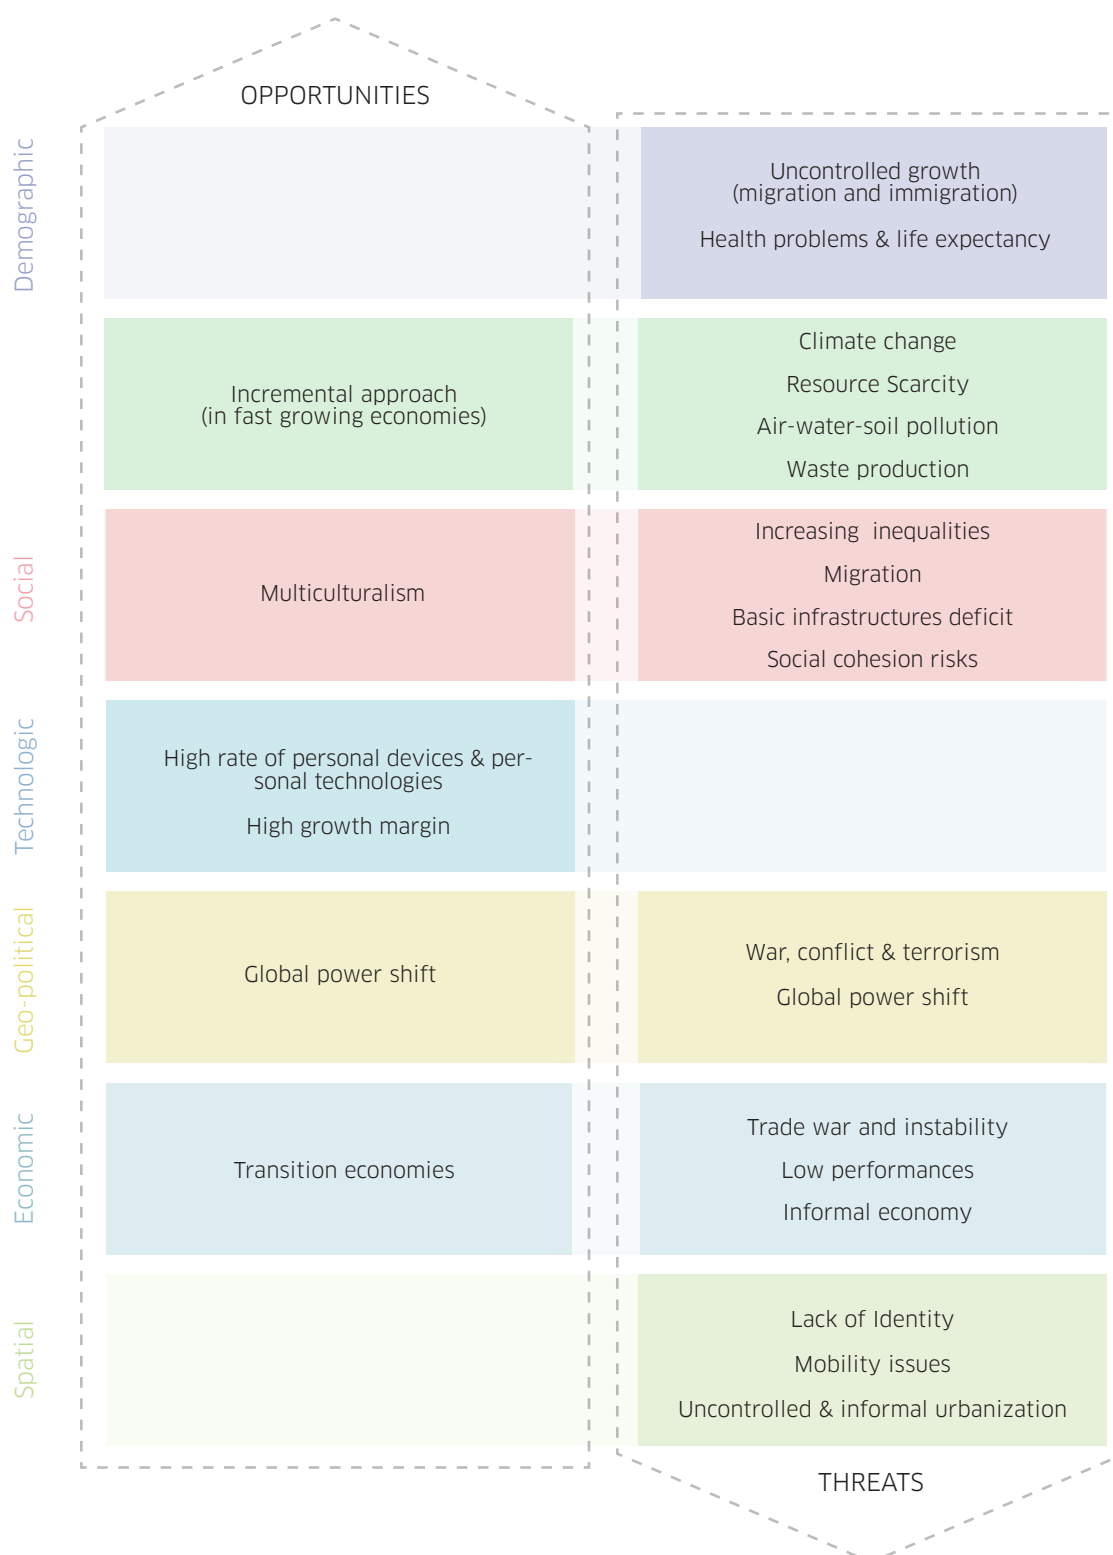 OPPORTUNITIES
Demographic
Uncontrolled growth
(migration and immigration)
Health problems & life expectancy
Incremental approach
(in fast growing economies)
Climate change
Resource Scarcity
Air-water-soil pollution
Waste production
Social
Multiculturalism
Increasing inequalities
Migration
Basic infrastructures deficit
Social cohesion risks
Technologic
High rate of personal devices & per-
sonal technologies
High growth margin
Geo-political
Global power shift
War, conflict & terrorism
Global power shift
Economic
Transition economies
Trade war and instability
Low performances
Informal economy
Spatial
Lack of Identity
Mobility issues
Uncontrolled & informal urbanization
THREATS